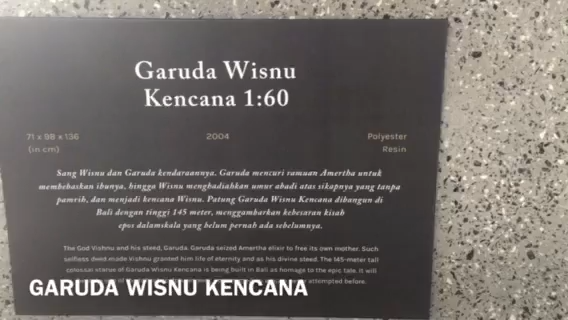 Garuda Wisnu
Kencana 1:60
71 x 98 x 136
(in cm)
2004
Polyester
Resin
Sang Wisnu dan Garuda kendaraannya. Garuda mencuri ramuan Amertha untuk
membebaskan ibunya, hingga Wisnu menghadiahkan umur abadi atas sikapnya yang tanpa
pamrih, dan menjadi kencana Wisnu. Patung Garuda Wisnu Kencana dibangun di
Bali dengan tinggi 145 meter, menggambarkan kebesaran kisah
epos dalamskala yang belum pernah ada sebelumnya.
The God Vishnu and his steed, Garuda. Garuda seized Amertha elixir to free its own mother. Such
selfless deed made Vishnu granted him life of eternity and as his divine steed. The 145-meter tall
colossal statue of Garuda Wisnu Kencana is being built in Bali as homage to the epic tale. It will
attempted before.
GARUDA WISNU KENCANA